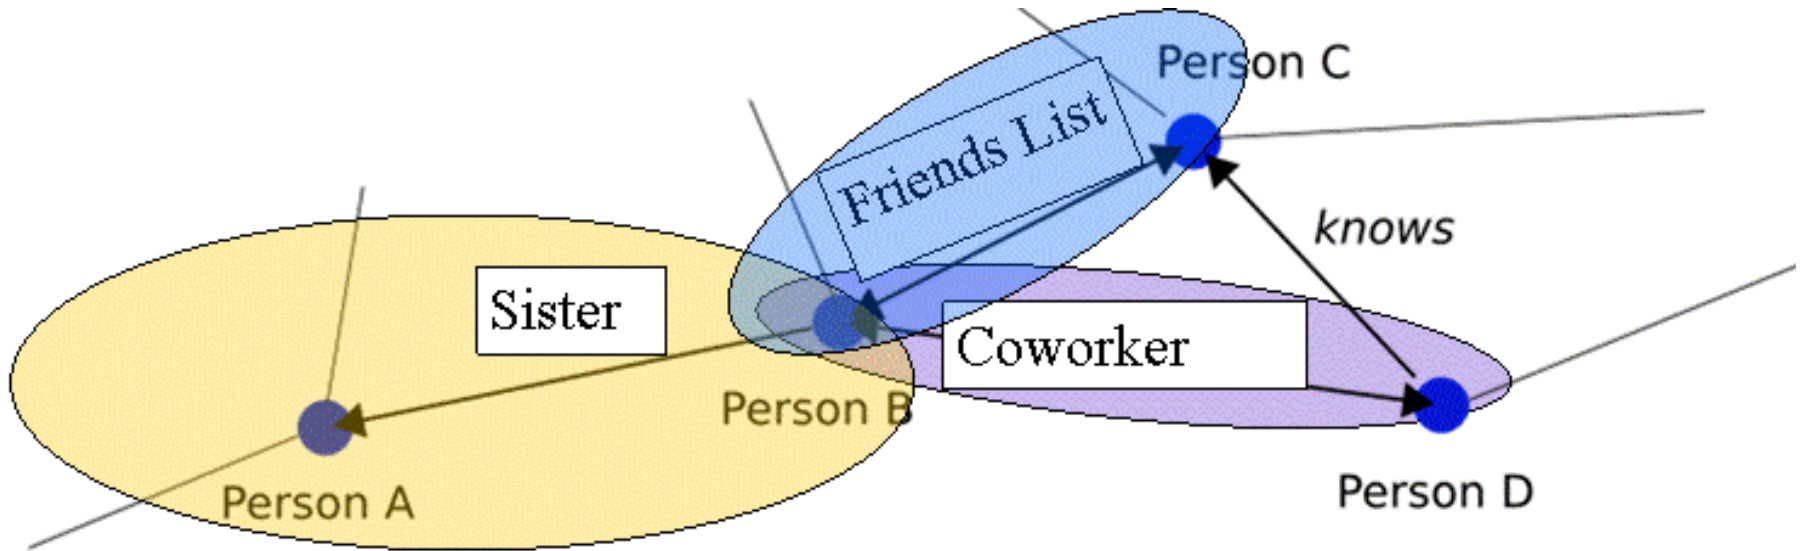 Person C
Friends List
knows
Sister
Coworker
Person B
Person A
Person D